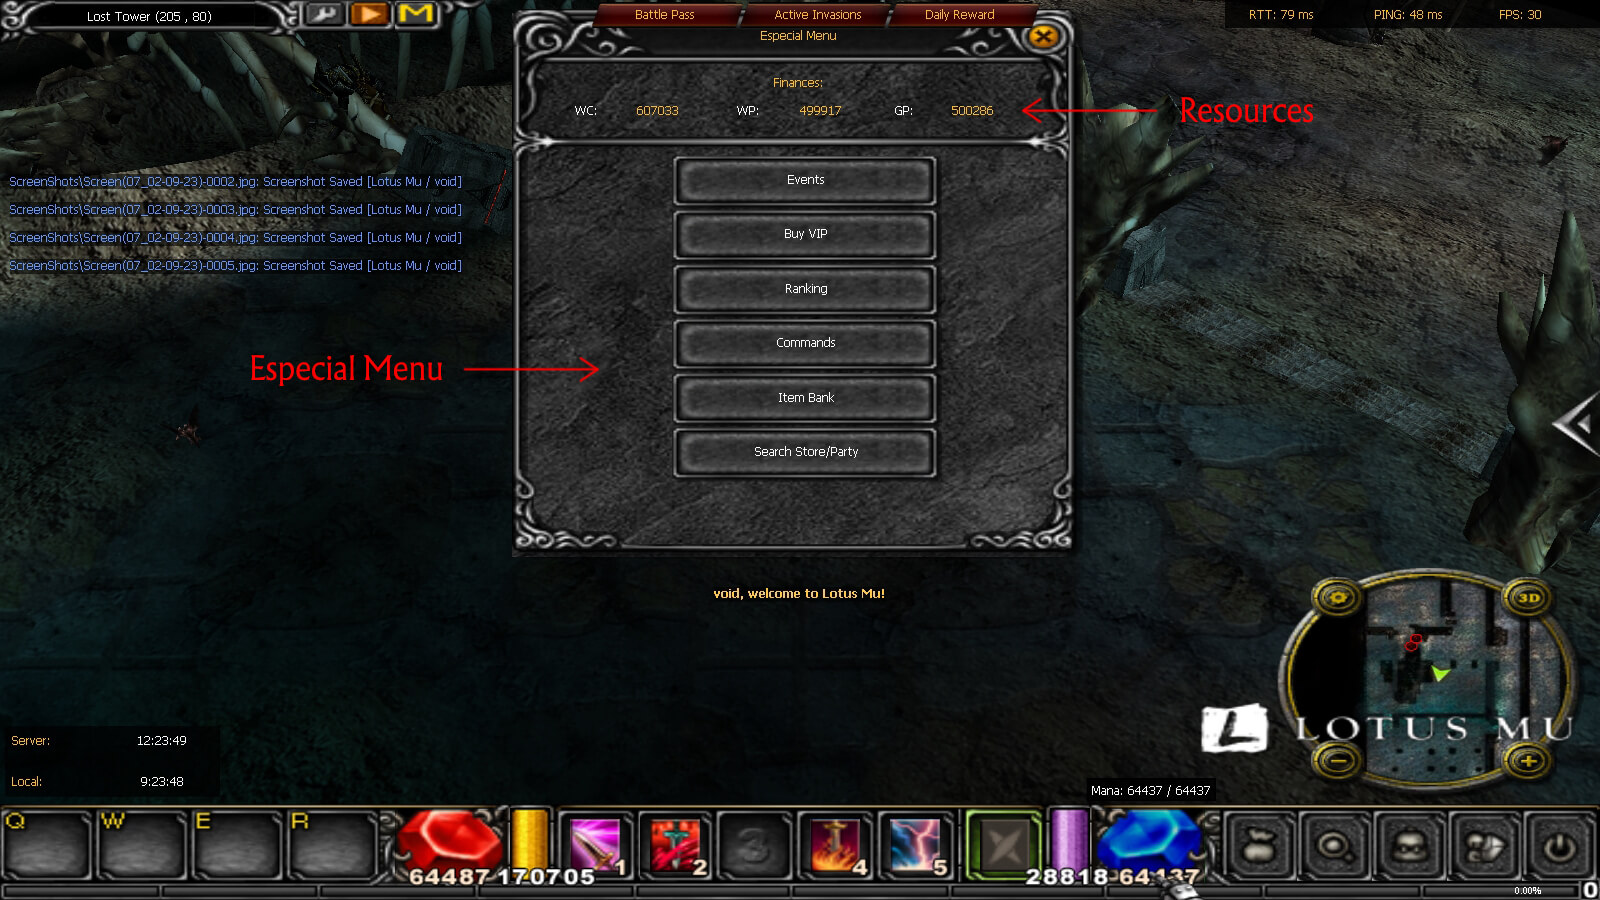 Lost Tower (205 , 80)
Battle Pass
Active Invasions
Daily Reward
RTT: 79 ms
PING: 48 ms
FPS: 30
Especial Menu
Finances:
WC: 607033 WP: 499917 GP: 500286
Resources
ScreenShots\Screen(07_02-09-23)-0002.jpg: Screenshot Saved [Lotus Mu / void]
ScreenShots\Screen(07_02-09-23)-0003.jpg: Screenshot Saved [Lotus Mu / void]
ScreenShots\Screen(07_02-09-23)-0004.jpg: Screenshot Saved [Lotus Mu / void]
ScreenShots\Screen(07_02-09-23)-0005.jpg: Screenshot Saved [Lotus Mu / void]
Events
Buy VIP
Ranking
Commands
Item Bank
Search Store/Party
Especial Menu
void, welcome to Lotus Mu!
3D
L LOTUS MU
Server: 12:23:49
Local: 9:23:48
Mana: 64437 / 64437
Q W E R
1 2 3 4 5
64487 170705
28818 64437
0.00% 0